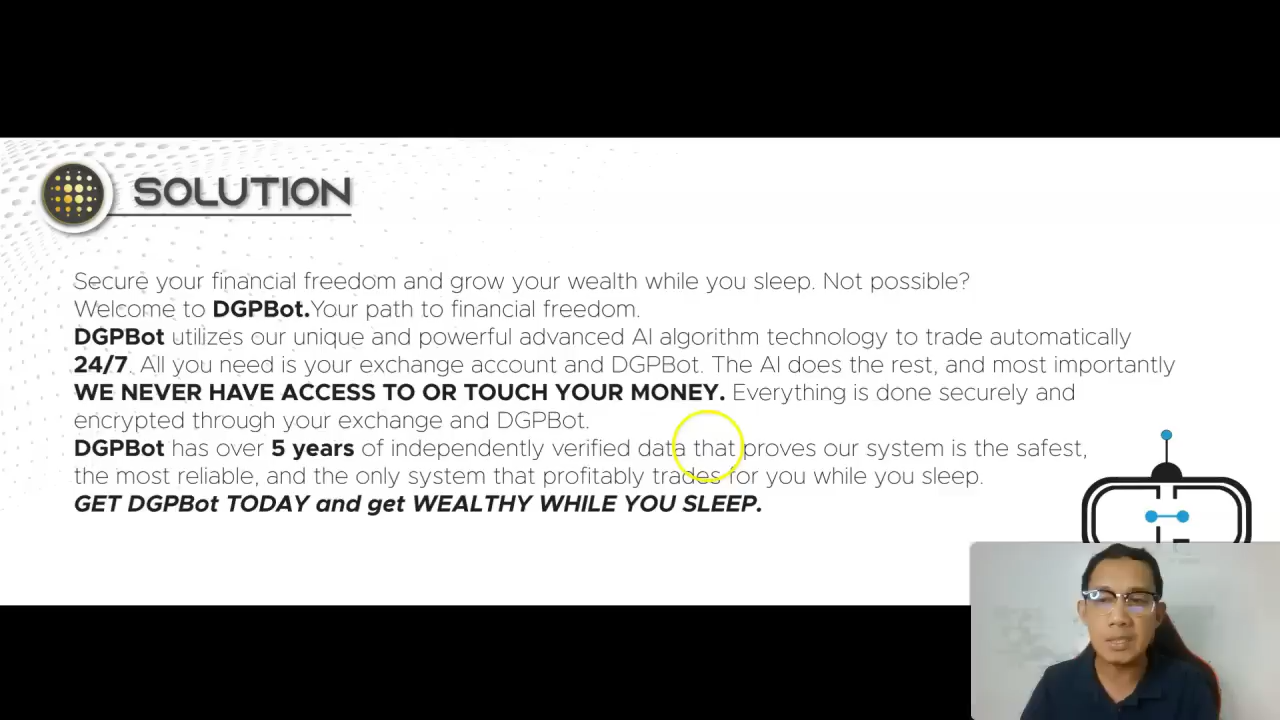 SOLUTION
Secure your financial freedom and grow your wealth while you sleep. Not possible?
Welcome to DGPBot.Your path to financial freedom.
DGPBot utilizes our unique and powerful advanced AI algorithm technology to trade automatically
24/7. All you need is your exchange account and DGPBot. The AI does the rest, and most importantly
WE NEVER HAVE ACCESS TO OR TOUCH YOUR MONEY. Everything is done securely and
encrypted through your exchange and DGPBot.
DGPBot has over 5 years of independently verified data that proves our system is the safest,
the most reliable, and the only system that profitably trades for you while you sleep.
GET DGPBot TODAY and get WEALTHY WHILE YOU SLEEP.